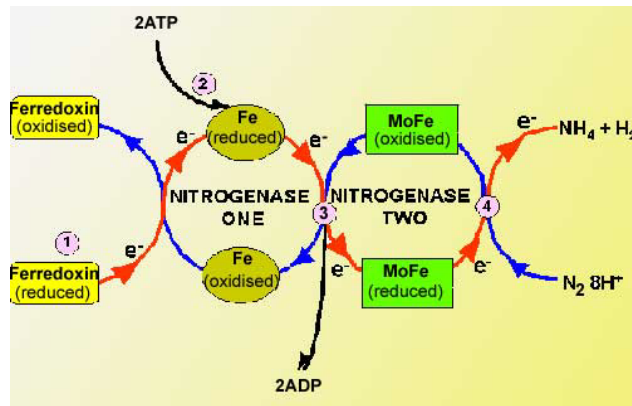 2ATP
2
Ferredoxin
(oxidised)
Fe
(reduced)
MoFe
(oxidised)
e-
e-
e-
NH4 + H2
NITROGENASE
ONE
NITROGENASE
TWO
3
4
1
e-
Ferredoxin
(reduced)
Fe
(oxidised)
e-
MoFe
(reduced)
e-
N2 8H+
2ADP